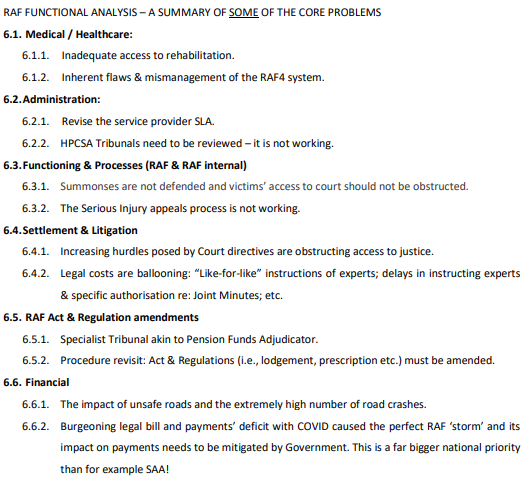 RAF FUNCTIONAL ANALYSIS – A SUMMARY OF SOME OF THE CORE PROBLEMS
6.1. Medical / Healthcare:
6.1.1. Inadequate access to rehabilitation.
6.1.2. Inherent flaws & mismanagement of the RAF4 system.
6.2. Administration:
6.2.1. Revise the service provider SLA.
6.2.2. HPCSA Tribunals need to be reviewed – it is not working.
6.3. Functioning & Processes (RAF & RAF internal)
6.3.1. Summonses are not defended and victims’ access to court should not be obstructed.
6.3.2. The Serious Injury appeals process is not working.
6.4. Settlement & Litigation
6.4.1. Increasing hurdles posed by Court directives are obstructing access to justice.
6.4.2. Legal costs are ballooning: “Like-for-like” instructions of experts; delays in instructing experts
& specific authorisation re: Joint Minutes; etc.
6.5. RAF Act & Regulation amendments
6.5.1. Specialist Tribunal akin to Pension Funds Adjudicator.
6.5.2. Procedure revisit: Act & Regulations (i.e., lodgement, prescription etc.) must be amended.
6.6. Financial
6.6.1. The impact of unsafe roads and the extremely high number of road crashes.
6.6.2. Burgeoning legal bill and payments’ deficit with COVID caused the perfect RAF ‘storm’ and its
impact on payments needs to be mitigated by Government. This is a far bigger national priority
than for example SAA!